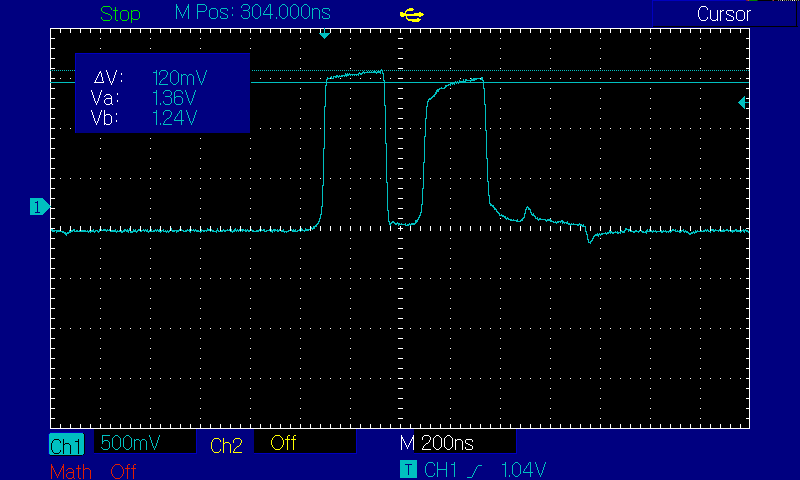 Stop M Pos: 304.000ns Cursor
ΔV: 120mV
Va: 1.36V
Vb: 1.24V
1
Ch1 500mV Ch2 Off M 200ns
Math Off T CH1 1.04V